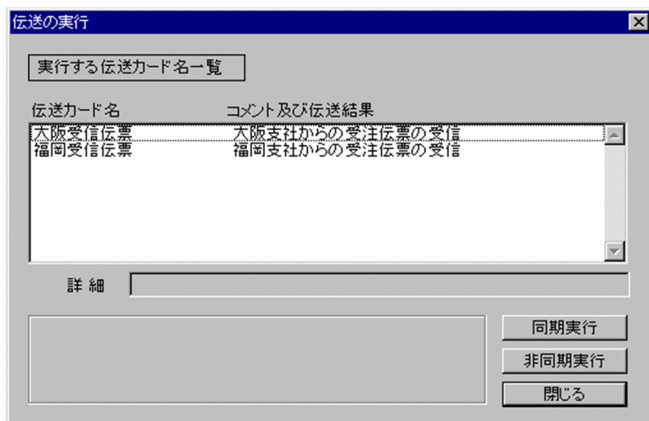 伝送の実行
実行する伝送カード名一覧
伝送カード名 コメント及び伝送結果
大阪受信伝票 大阪支社からの受注伝票の受信
福岡受信伝票 福岡支社からの受注伝票の受信
詳細
同期実行
非同期実行
閉じる